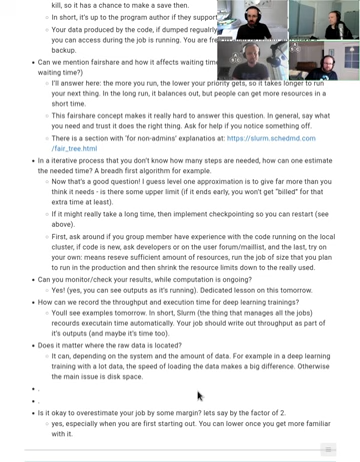 kill, so it has a chance to make a save then.
○ In short, it's up to the program author if they support
○ Your data produced by the code, if dumped regularly
you can access during the job is running. You are free
backup.
• Can we mention fairshare and how it affects waiting time
waiting time?)
○ I'll answer here: the more you run, the lower your priority gets, so it takes longer to run
your next thing. In the long run, it balances out, but people can get more resources in a
short time.
○ This fairshare concept makes it really hard to answer this question. In general, say what
you need and trust it does the right thing. Ask for help if you notice something off.
○ There is a section with 'for non-admins' explanatios at: https://slurm.schedmd.com
/fair_tree.html
• In a iterative process that you don't know how many steps are needed, how can one estimate
the needed time? A breadth first algorithm for example.
○ Now that's a good question! I guess level one approximation is to give far more than you
think it needs - is there some upper limit (if it ends early, you won't get "billed" for that
extra time at least).
○ If it might really take a long time, then implement checkpointing so you can restart (see
above).
○ First, ask around if you group member have experience with the code running on the local
cluster, if code is new, ask developers or on the user forum/maillist, and the last, try on
your own: means reseve sufficient amount of resources, run the job of size that you plan
to run in the production and then shrink the resource limits down to the really used.
• Can you monitor/check your results, while computation is ongoing?
○ Yes! (yes, you can see outputs as it's running). Dedicated lesson on this tomorrow.
• How can we record the throughput and execution time for deep learning trainings?
○ Youll see examples tomorrow. In short, Slurm (the thing that manages all the jobs)
recourds executain time automatically. Your job should write out throughput as part of
it's outputs (and maybe it's time too).
• Does it matter where the raw data is located?
○ It can, depending on the system and the amount of data. For example in a deep learning
training with a lot data, the speed of loading the data makes a big difference. Otherwise
the main issue is disk space.
• .
• .
• Is it okay to overestimate your job by some margin? lets say by the factor of 2.
○ yes, especially when you are first starting out. You can lower once you get more familiar
with it.